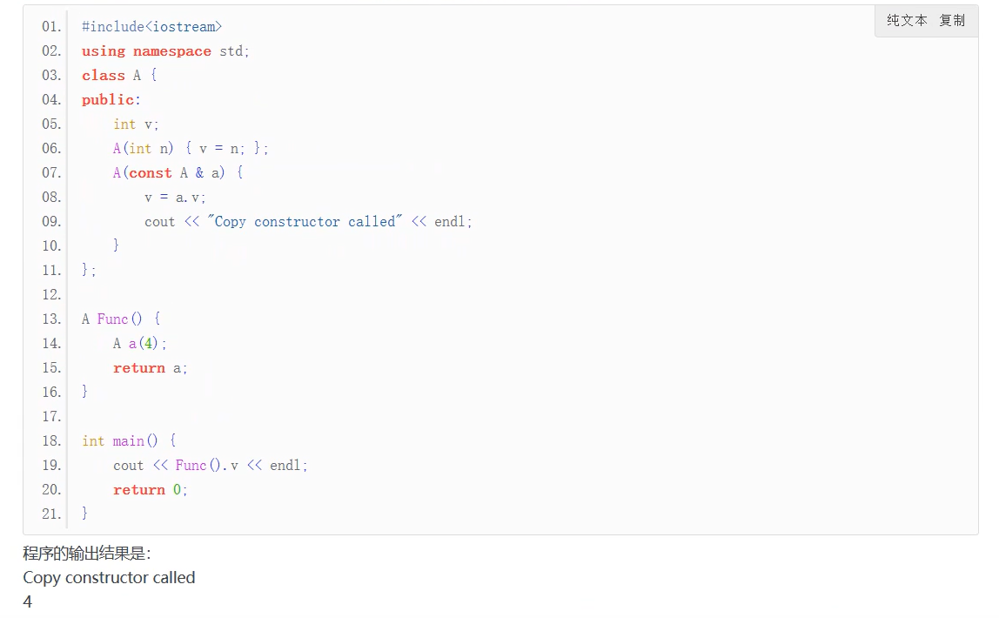 纯文本 复制
01. #include<iostream>
02. using namespace std;
03. class A {
04. public:
05.     int v;
06.     A(int n) { v = n; };
07.     A(const A & a) {
08.         v = a.v;
09.         cout << "Copy constructor called" << endl;
10.     }
11. };
12.
13. A Func() {
14.     A a(4);
15.     return a;
16. }
17.
18. int main() {
19.     cout << Func().v << endl;
20.     return 0;
21. }
程序的输出结果是：
Copy constructor called
4